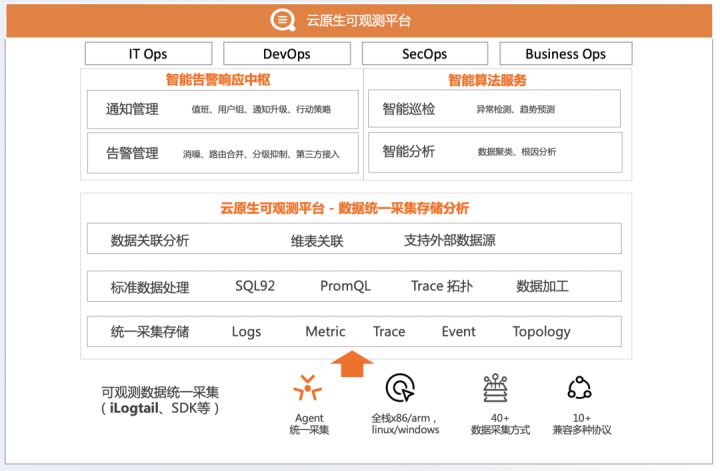 云原生可观测平台
IT Ops DevOps SecOps Business Ops
智能告警响应中枢
通知管理 值班、用户组、通知升级、行动策略
告警管理 消噪、路由合并、分级抑制、第三方接入
智能算法服务
智能巡检 异常检测、趋势预测
智能分析 数据聚类、根因分析
云原生可观测平台 - 数据统一采集存储分析
数据关联分析 维表关联 支持外部数据源
标准数据处理 SQL92 PromQL Trace 拓扑 数据加工
统一采集存储 Logs Metric Trace Event Topology
可观测数据统一采集
（iLogtail、SDK等）
Agent
统一采集
全栈x86/arm，
linux/windows
40+
数据采集方式
10+
兼容多种协议